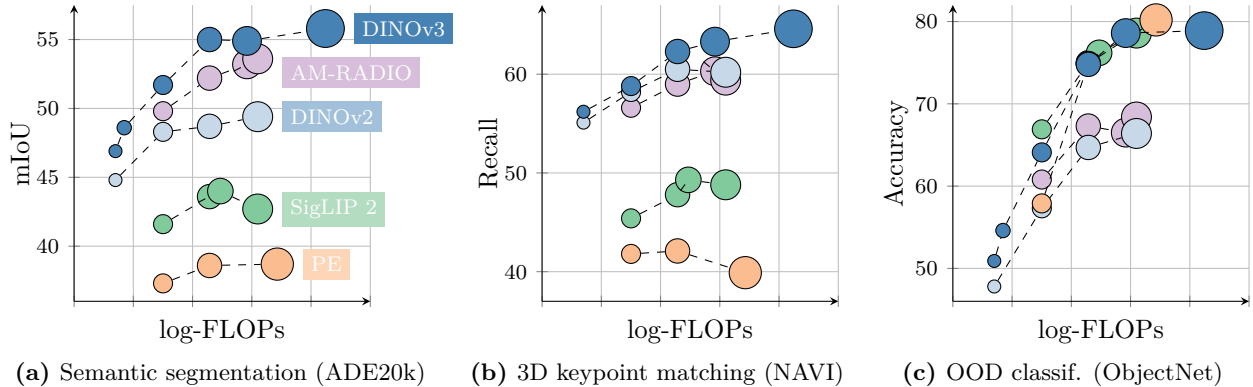 55
50
45
40
mIoU
log-FLOPs
DINOv3
AM-RADIO
DINOv2
SigLIP 2
PE
(a) Semantic segmentation (ADE20k)
60
50
40
Recall
log-FLOPs
(b) 3D keypoint matching (NAVI)
80
70
60
50
Accuracy
log-FLOPs
(c) OOD classif. (ObjectNet)